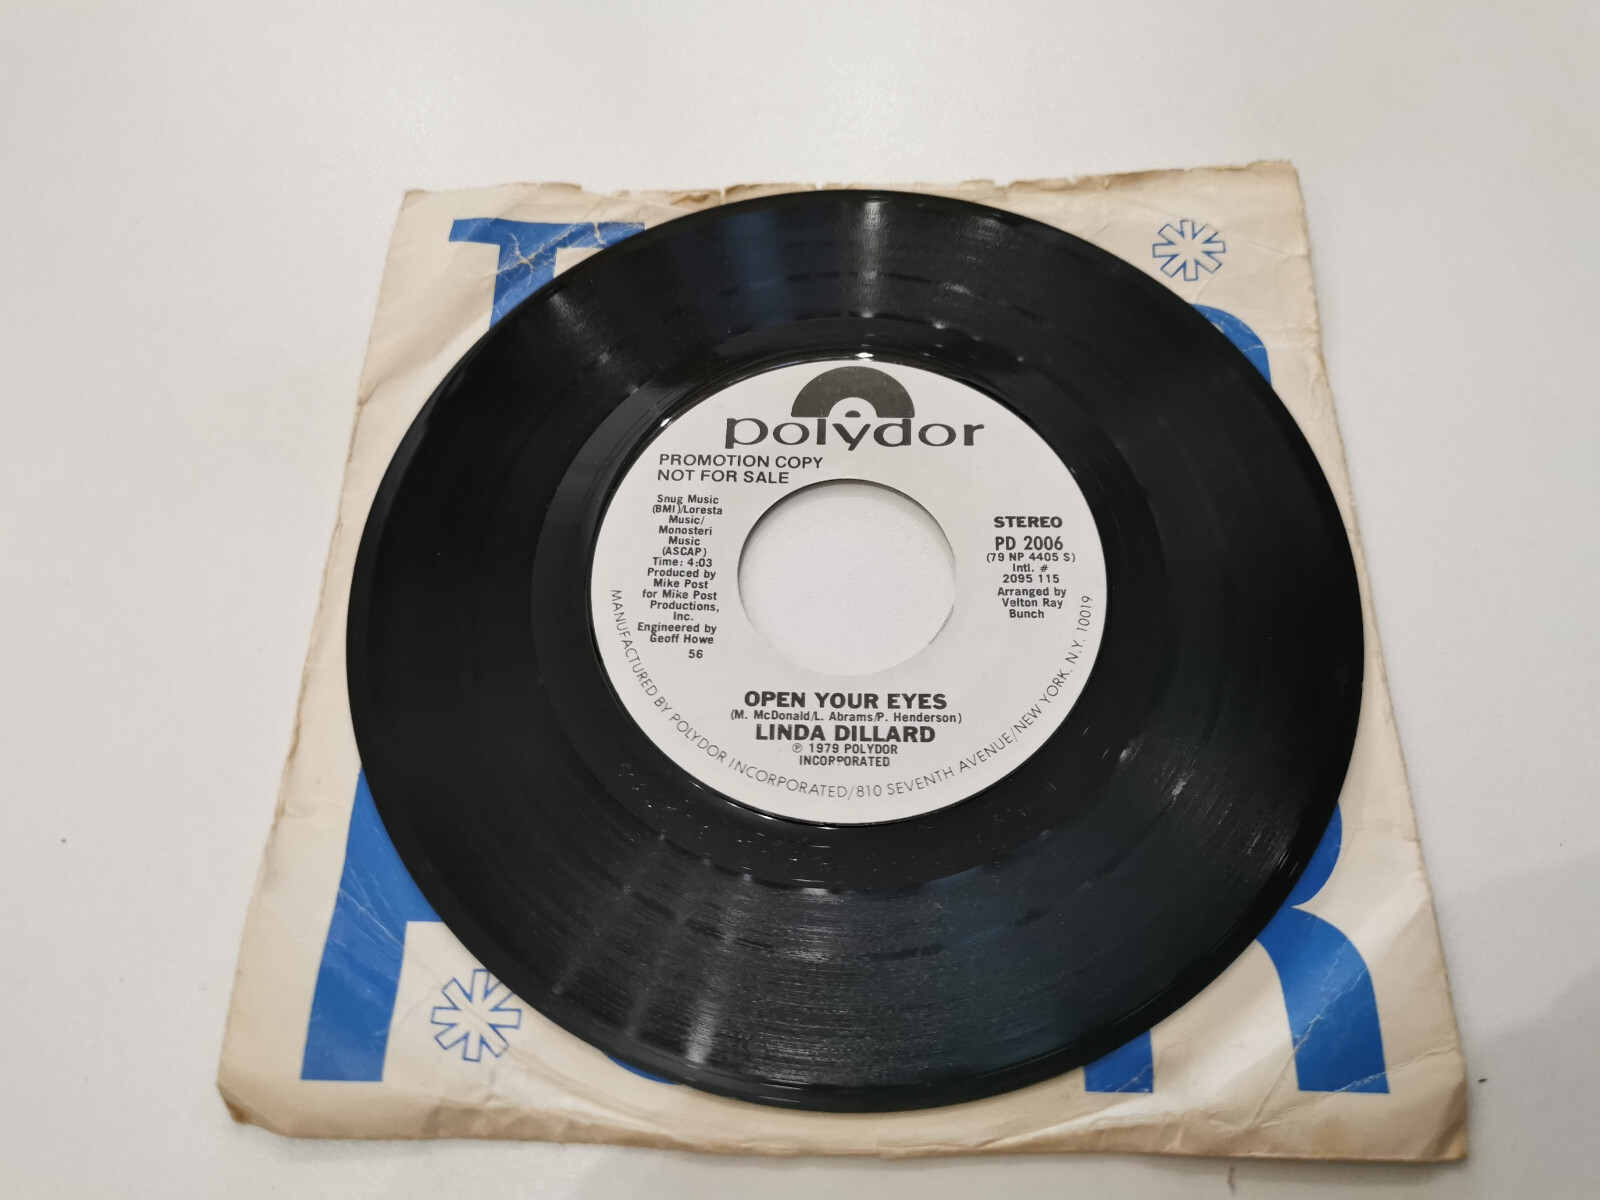 polydor
PROMOTION COPY
NOT FOR SALE
Snug Music
(BMI)/Loresta
Music/
Monosteri
Music
(ASCAP)
Time: 4:03
Produced by
Mike Post
for Mike Post
Productions,
Inc.
Engineered by
Geoff Howe
56
STEREO
PD 2006
(79 NP 4405 S)
Intl. #
2095 115
Arranged by
Velton Ray
Bunch
OPEN YOUR EYES
(M. McDonald/L. Abrams/P. Henderson)
LINDA DILLARD
℗ 1979 POLYDOR
INCORPORATED
MANUFACTURED BY POLYDOR INCORPORATED/810 SEVENTH AVENUE/NEW YORK, N.Y. 10019